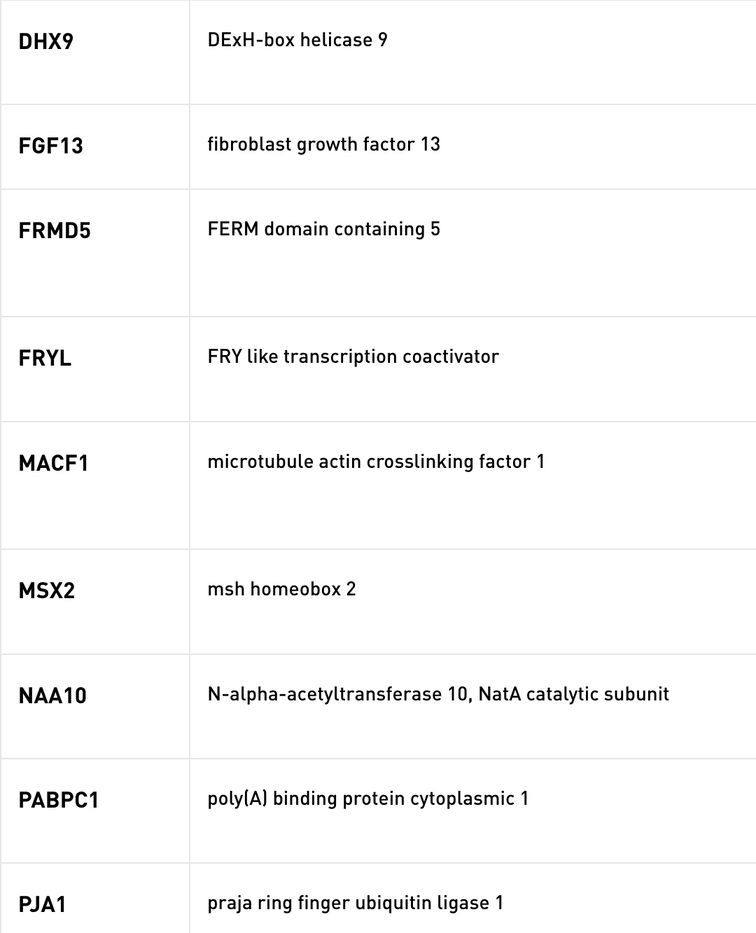 DHX9 DExH-box helicase 9
FGF13 fibroblast growth factor 13
FRMD5 FERM domain containing 5
FRYL FRY like transcription coactivator
MACF1 microtubule actin crosslinking factor 1
MSX2 msh homeobox 2
NAA10 N-alpha-acetyltransferase 10, NatA catalytic subunit
PABPC1 poly(A) binding protein cytoplasmic 1
PJA1 praja ring finger ubiquitin ligase 1